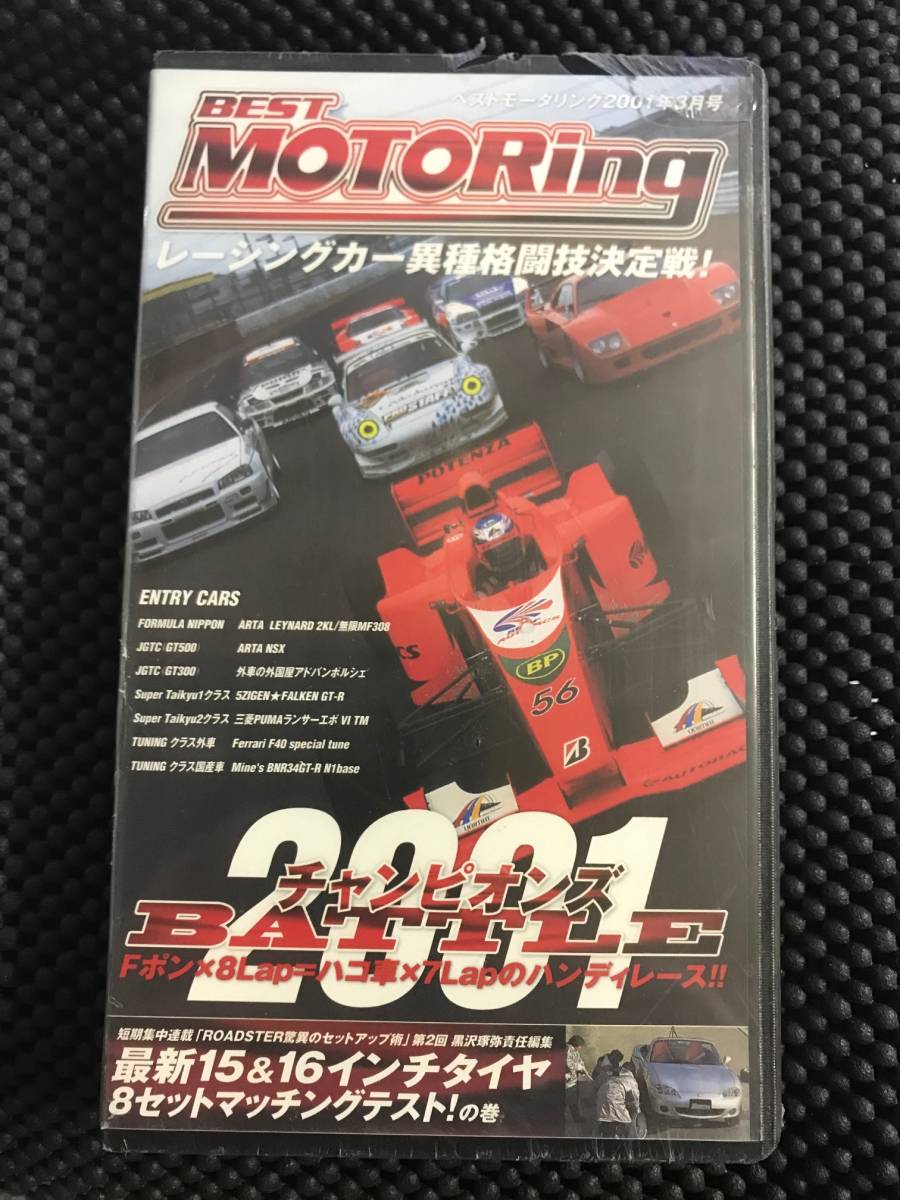 ベストモータリング2001年3月号
BEST
MOTORing
レーシングカー異種格闘技決定戦!
POTENZA
BP
56
ENTRY CARS
FORMULA NIPPON ARTA LEYNARD 2KL/無限MF308
JGTC(GT500) ARTA NSX
JGTC(GT300) 外車の外国屋アドバンポルシェ
Super Taikyu1クラス 5ZIGEN★FALKEN GT-R
Super Taikyu2クラス 三菱PUMAランサーエボ VI TM
TUNING クラス外車 Ferrari F40 special tune
TUNING クラス国産車 Mine's BNR34GT-R N1base
2001
チャンピオンズ
BATTLE
Fポン×8Lap=ハコ車×7Lapのハンディレース!!
短期集中連載「ROADSTER驚異のセットアップ術」第2回 黒沢琢弥責任編集
最新15&16インチタイヤ
8セットマッチングテスト!の巻